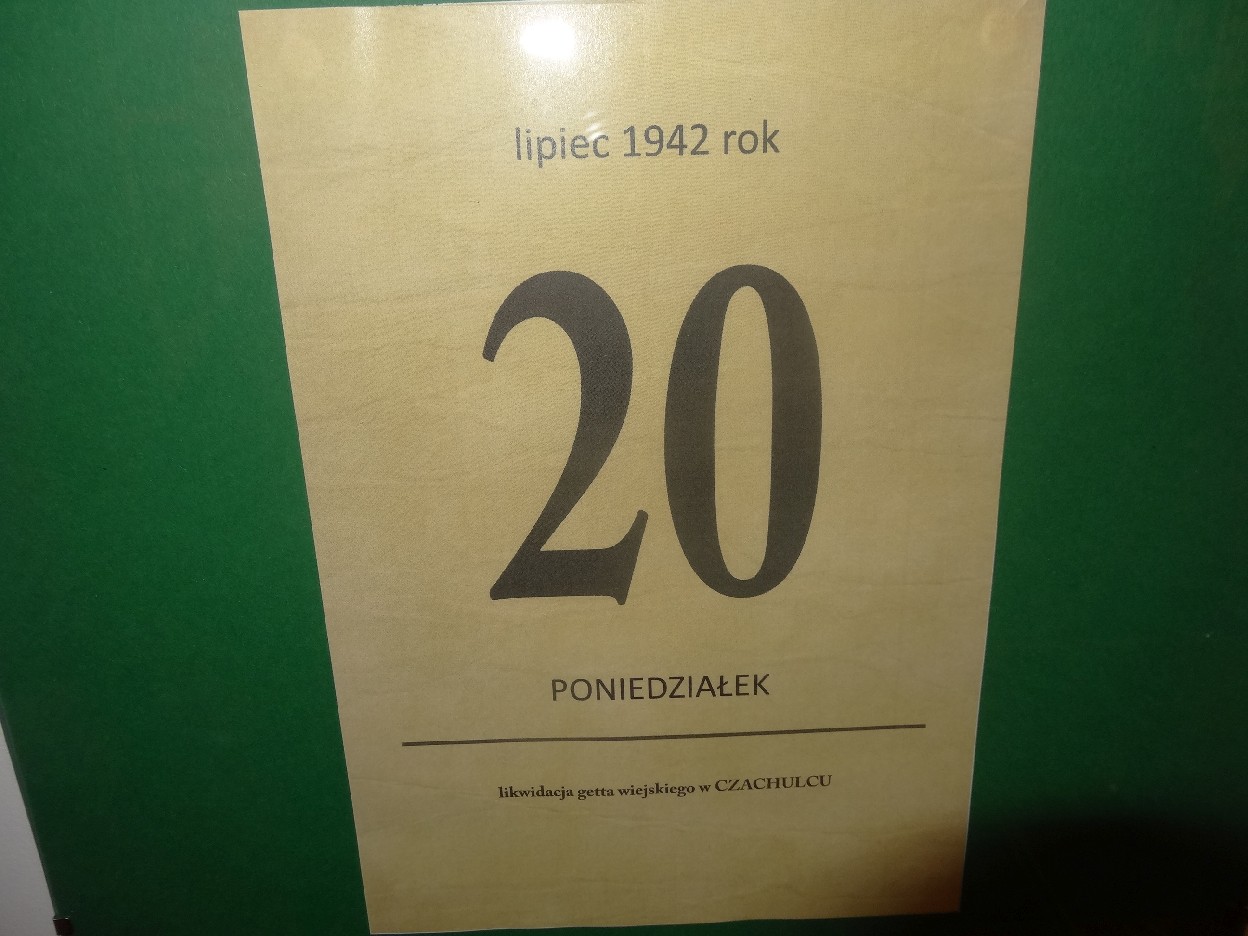 lipiec 1942 rok
20
PONIEDZIAŁEK
likwidacja getta wiejskiego w CZACHULCU